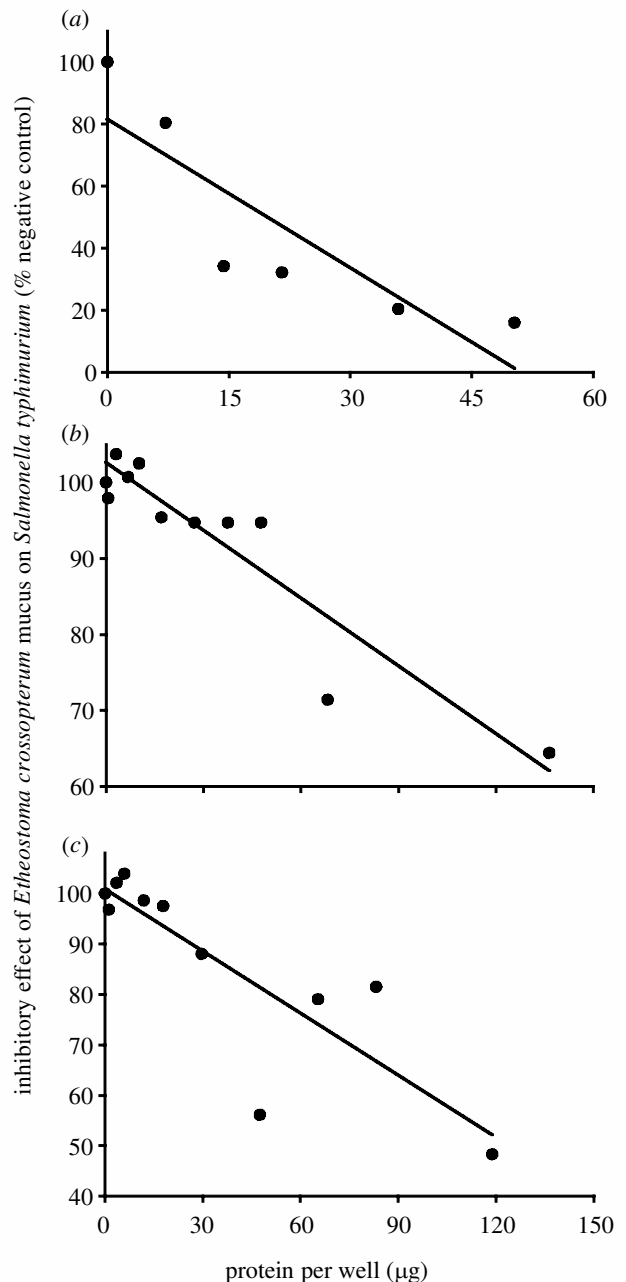 inhibitory effect of Etheostoma crossopterum mucus on Salmonella typhimurium (% negative control)
(a)
100
80
60
40
20
0
0 15 30 45 60
(b)
100
90
80
70
60
(c)
100
90
80
70
60
50
40
0 30 60 90 120 150
protein per well (µg)